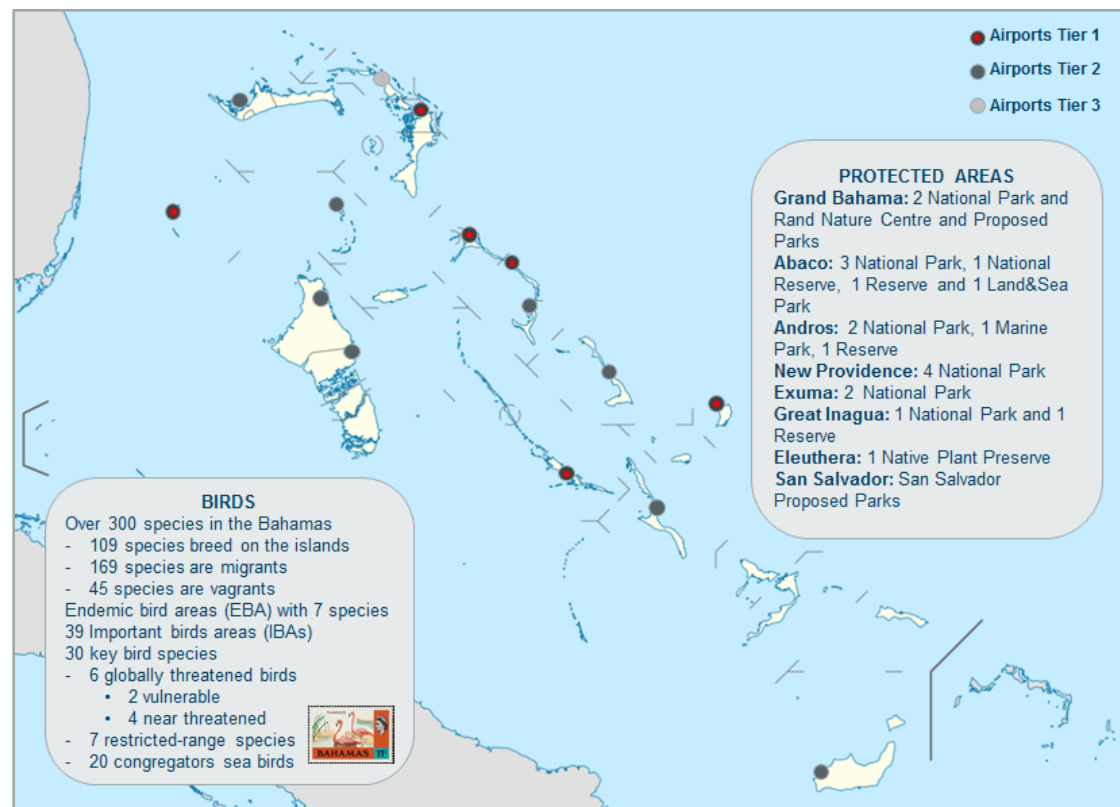 Airports Tier 1
Airports Tier 2
Airports Tier 3
PROTECTED AREAS
Grand Bahama: 2 National Park and
Rand Nature Centre and Proposed
Parks
Abaco: 3 National Park, 1 National
Reserve, 1 Reserve and 1 Land&Sea
Park
Andros: 2 National Park, 1 Marine
Park, 1 Reserve
New Providence: 4 National Park
Exuma: 2 National Park
Great Inagua: 1 National Park and 1
Reserve
Eleuthera: 1 Native Plant Preserve
San Salvador: San Salvador
Proposed Parks
BIRDS
Over 300 species in the Bahamas
- 109 species breed on the islands
- 169 species are migrants
- 45 species are vagrants
Endemic bird areas (EBA) with 7 species
39 Important birds areas (IBAs)
30 key bird species
- 6 globally threatened birds
• 2 vulnerable
• 4 near threatened
- 7 restricted-range species
- 20 congregators sea birds
BAHAMAS 11c